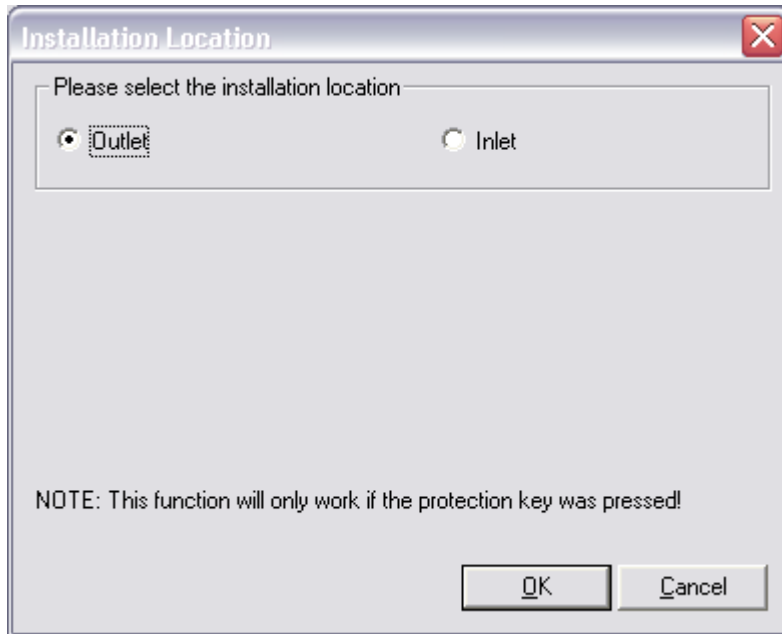 Installation Location
Please select the installation location
Outlet Inlet
NOTE: This function will only work if the protection key was pressed!
OK Cancel